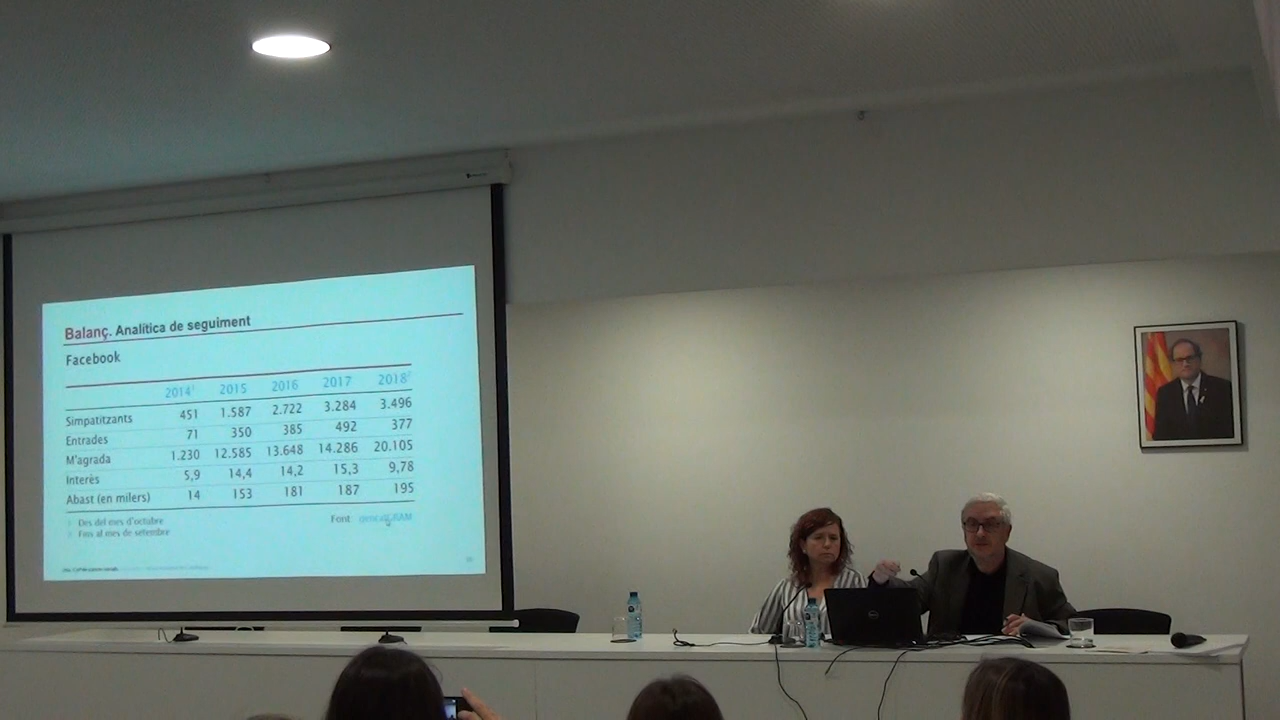 Balanç. Analítica de seguiment
Facebook
2014¹ 2015 2016 2017 2018²
Simpatitzants 451 1.587 2.722 3.284 3.496
Entrades 71 350 385 492 377
M'agrada 1.230 12.585 13.648 14.286 20.105
Interès 5,9 14,4 14,2 15,3 9,78
Abast (en milers) 14 153 181 187 195
Des del mes d'octubre
Fins al mes de setembre
Font:
DELL